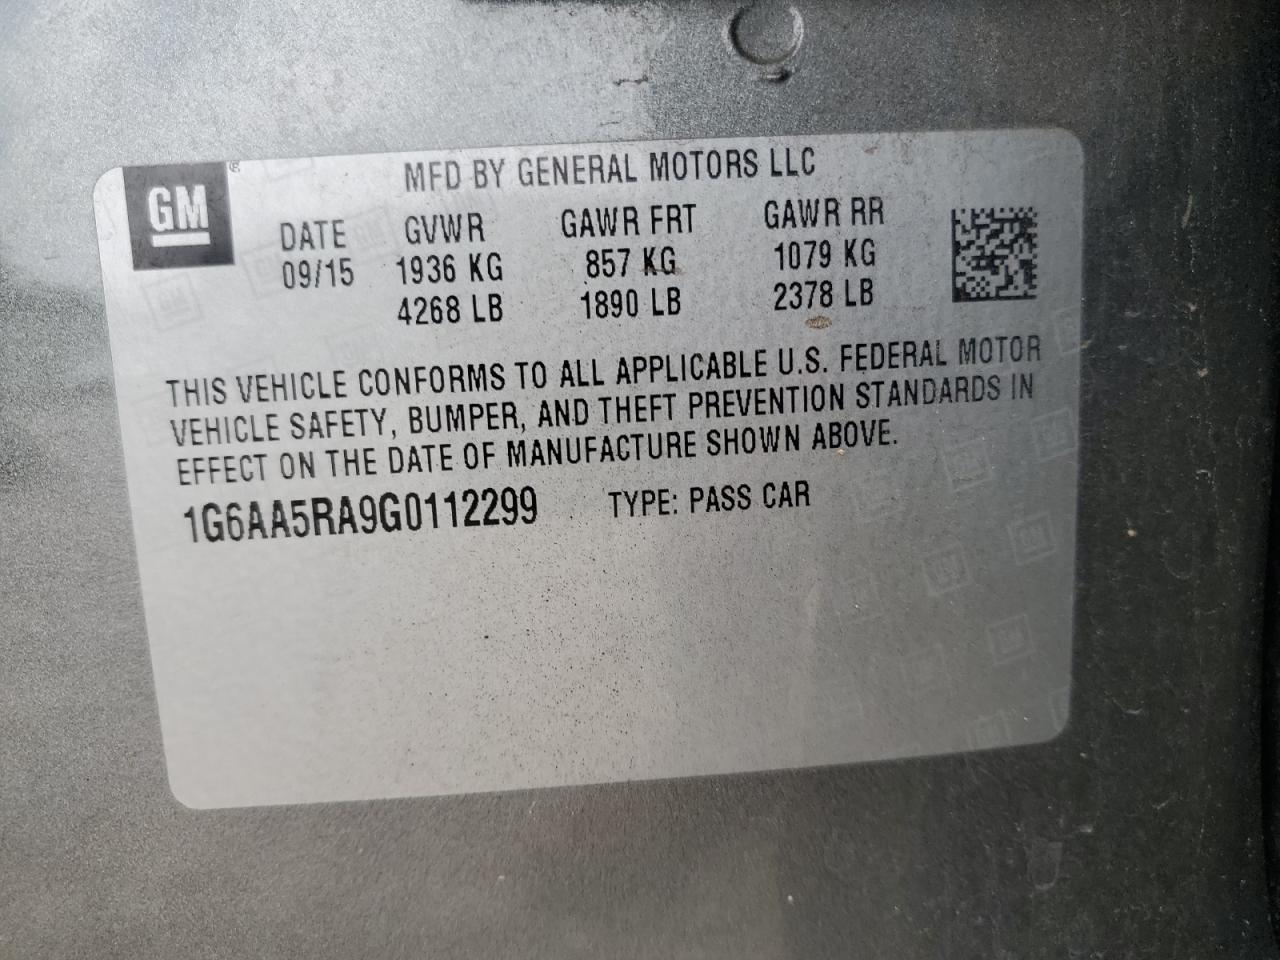 GM
MFD BY GENERAL MOTORS LLC
DATE GVWR GAWR FRT GAWR RR
09/15 1936 KG 857 KG 1079 KG
4268 LB 1890 LB 2378 LB
THIS VEHICLE CONFORMS TO ALL APPLICABLE U.S. FEDERAL MOTOR
VEHICLE SAFETY, BUMPER, AND THEFT PREVENTION STANDARDS IN
EFFECT ON THE DATE OF MANUFACTURE SHOWN ABOVE.
1G6AA5RA9G0112299 TYPE: PASS CAR